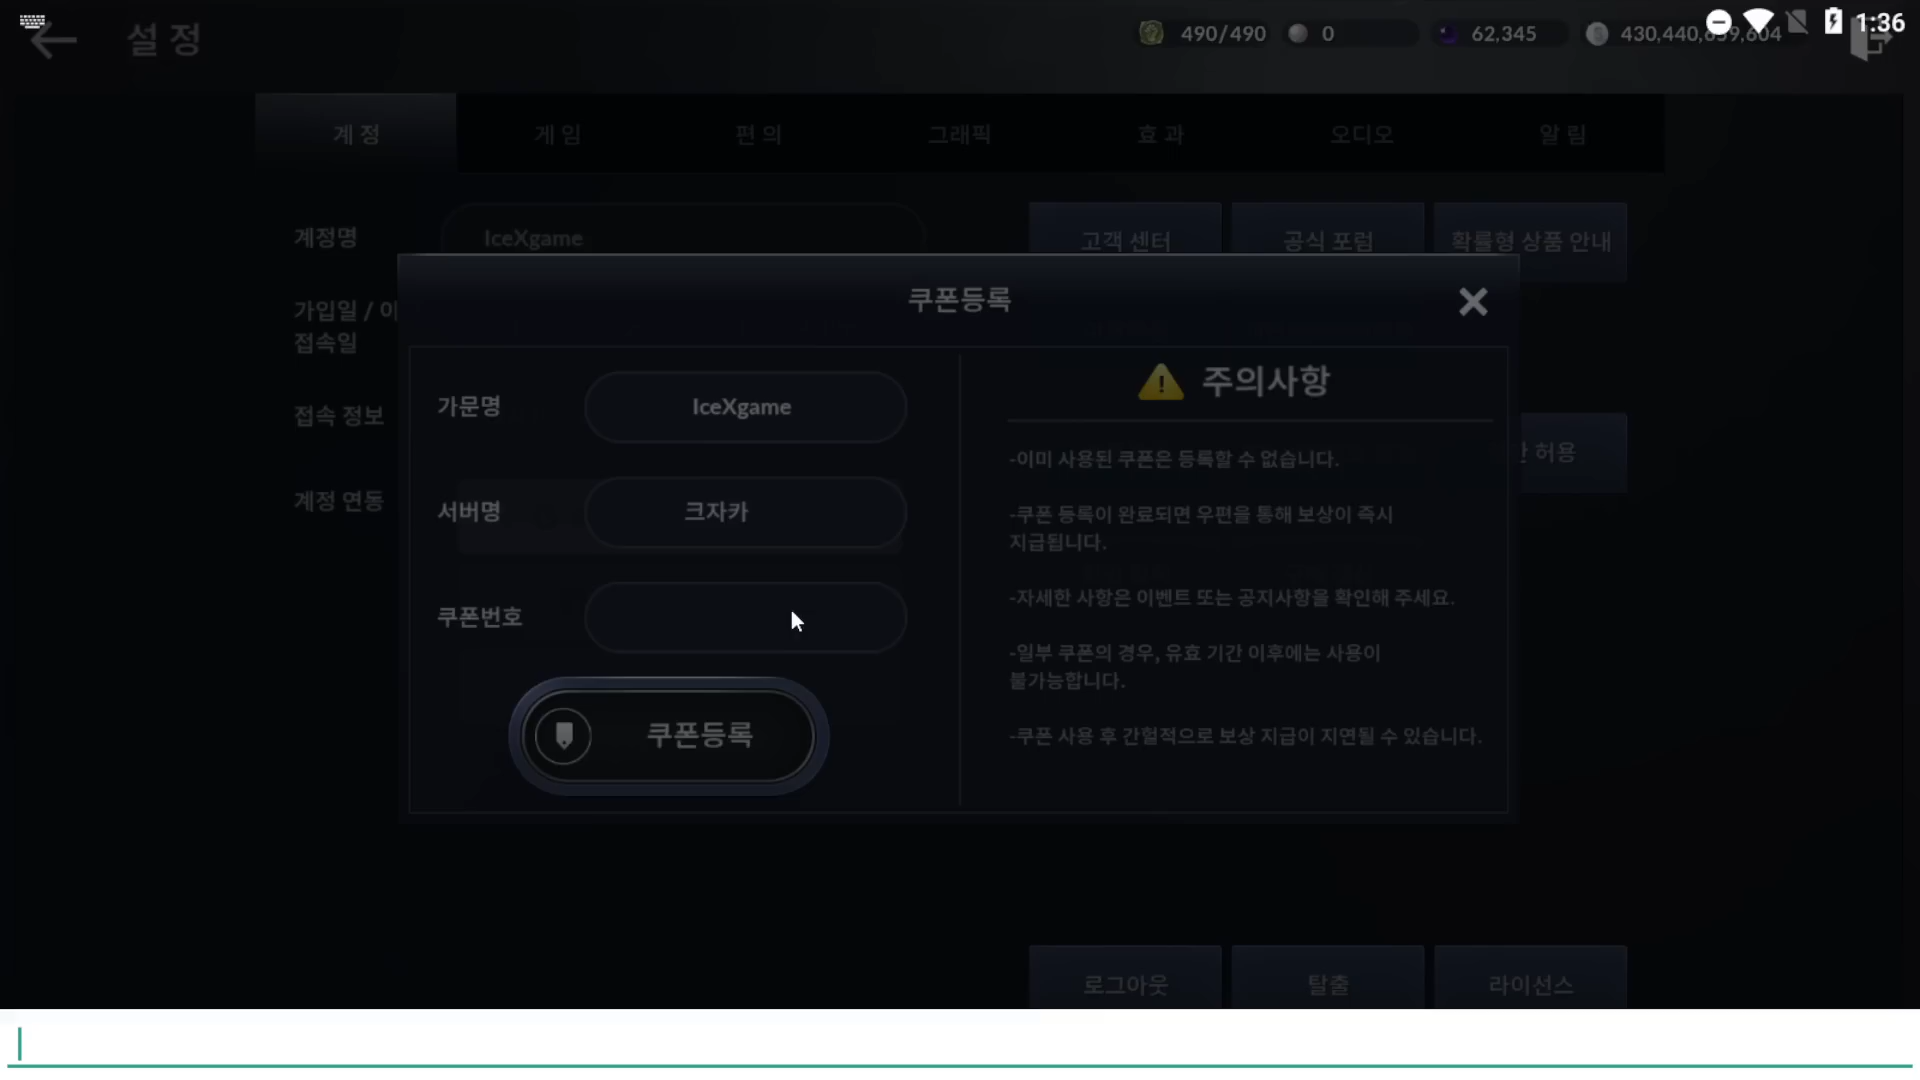 1:36
설정
490/490
0
62,345
계정
게임
편의
그래픽
효과
오디오
알림
계정명
IceXgame
고객 센터
공식 포럼
확률형 상품 안내
가입일 / 
접속일
접속 정보
허용
계정 연동
쿠폰등록
가문명
IceXgame
서버명
크자카
쿠폰번호
쿠폰등록
주의사항
-이미 사용된 쿠폰은 등록할 수 없습니다.
-쿠폰 등록이 완료되면 우편을 통해 보상이 즉시
지급됩니다.
-자세한 사항은 이벤트 또는 공지사항을 확인해 주세요.
-일부 쿠폰의 경우, 유효 기간 이후에는 사용이
불가능합니다.
-쿠폰 사용 후 간헐적으로 보상 지급이 지연될 수 있습니다.
로그아웃
탈출
라이선스